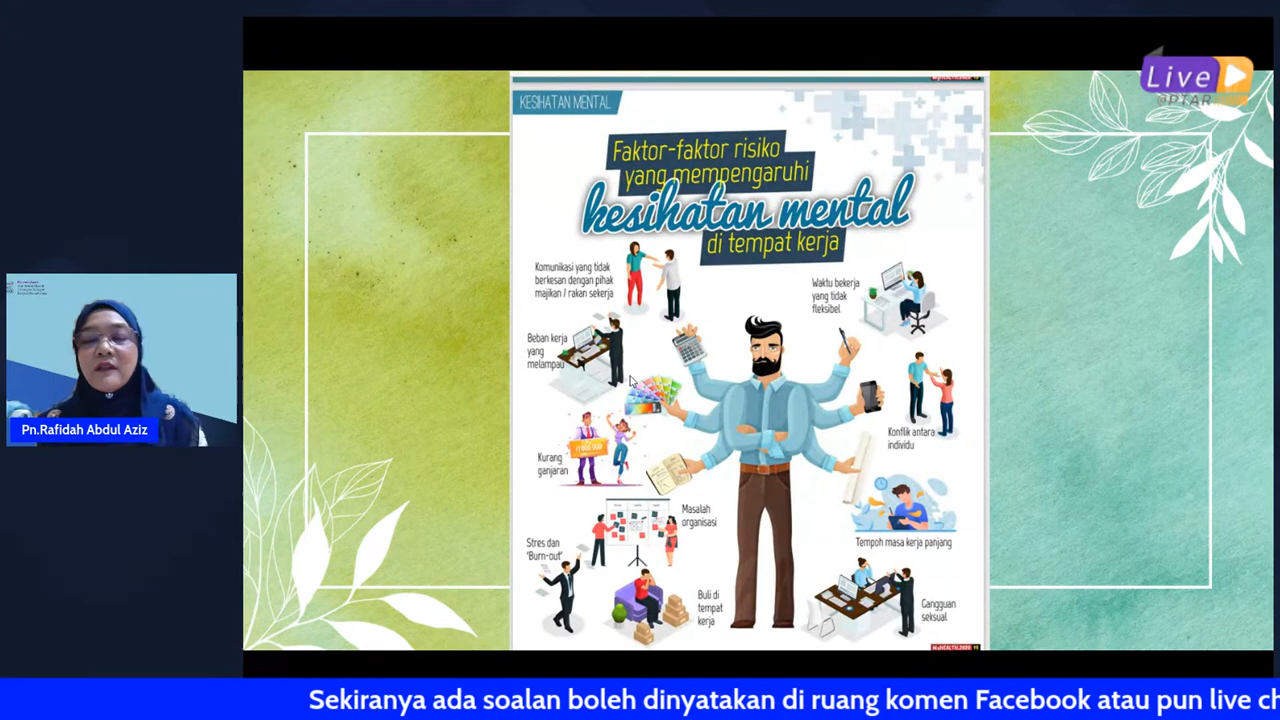 Live
@PTAR
KESIHATAN MENTAL
Faktor-faktor risiko
yang mempengaruhi
kesihatan mental
di tempat kerja
Komunikasi yang tidak
berkesan dengan pihak
majikan / rakan sekerja
Waktu bekerja
yang tidak
fleksibel
Beban kerja
yang
melampau
Konflik antara
individu
Kurang
ganjaran
Masalah
organisasi
Tempoh masa kerja panjang
Stres dan
'Burn-out'
Buli di
tempat
kerja
Gangguan
seksual
Pn.Rafidah Abdul Aziz
Sekiranya ada soalan boleh dinyatakan di ruang komen Facebook atau pun live ch